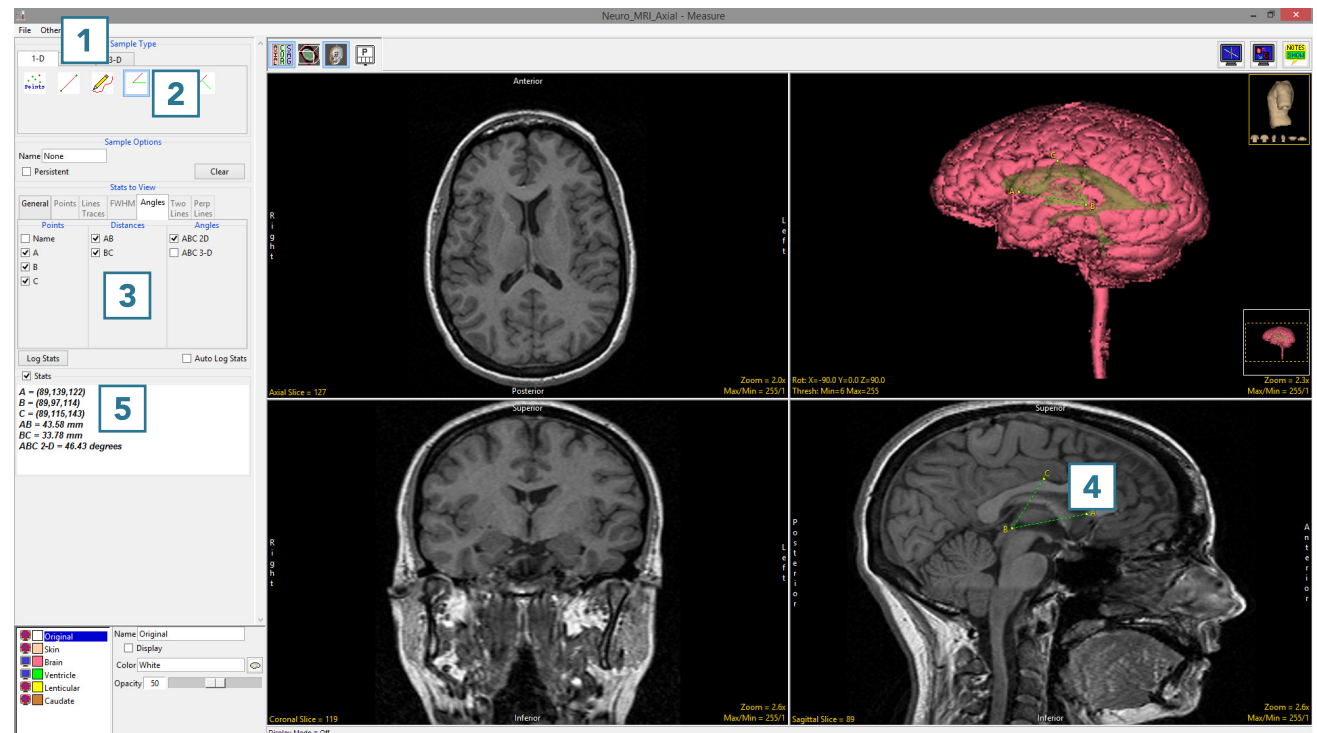 Neuro_MRI_Axial - Measure
File Other
1
Sample Type
1-D
3-D
Points
2
Sample Options
Name None
Persistent
Clear
Stats to View
General Points Lines Traces FWHM Angles Two Lines Perp Lines
Points Distances Angles
Name AB ABC 2D
A BC ABC 3-D
B
C
3
Log Stats Auto Log Stats
Stats
A = (89,139,122)
B = (89,97,114)
C = (89,115,143)
AB = 43.58 mm
BC = 33.78 mm
ABC 2-D = 46.43 degrees
5
Original
Skin
Brain
Ventricle
Lenticular
Caudate
Name Original
Display
Color White
Opacity 50
AXIAL COR SAG
P
NOTES
SHOW
Anterior
Right
Left
Posterior
Axial Slice = 127
Zoom = 2.0x
Max/Min = 255/1
A
B
C
Rot: X=-90.0 Y=0.0 Z=90.0
Thresh: Min=6 Max=255
Zoom = 2.3x
Max/Min = 255/1
Superior
Right
Left
Inferior
Coronal Slice = 119
Zoom = 2.6x
Max/Min = 255/1
Superior
Posterior
Anterior
C
4
A
B
Inferior
Sagittal Slice = 89
Zoom = 2.6x
Max/Min = 255/1
Display Mode = Off